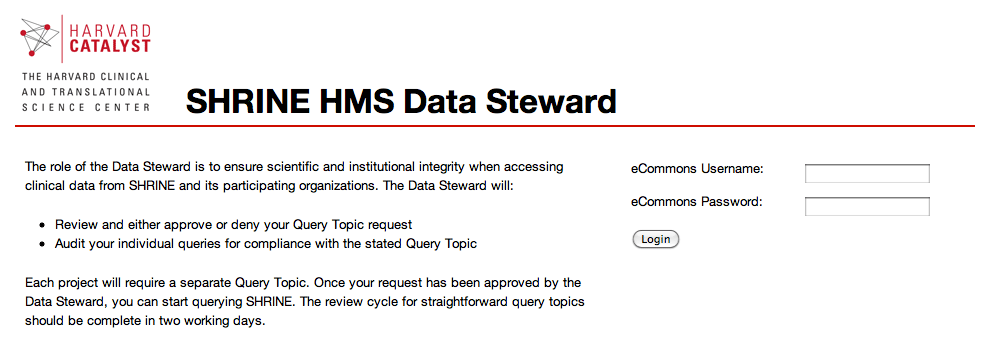 HARVARD
CATALYST
THE HARVARD CLINICAL
AND TRANSLATIONAL
SCIENCE CENTER
SHRINE HMS Data Steward
The role of the Data Steward is to ensure scientific and institutional integrity when accessing
clinical data from SHRINE and its participating organizations. The Data Steward will:
• Review and either approve or deny your Query Topic request
• Audit your individual queries for compliance with the stated Query Topic
Each project will require a separate Query Topic. Once your request has been approved by the
Data Steward, you can start querying SHRINE. The review cycle for straightforward query topics
should be complete in two working days.
eCommons Username:
eCommons Password:
Login